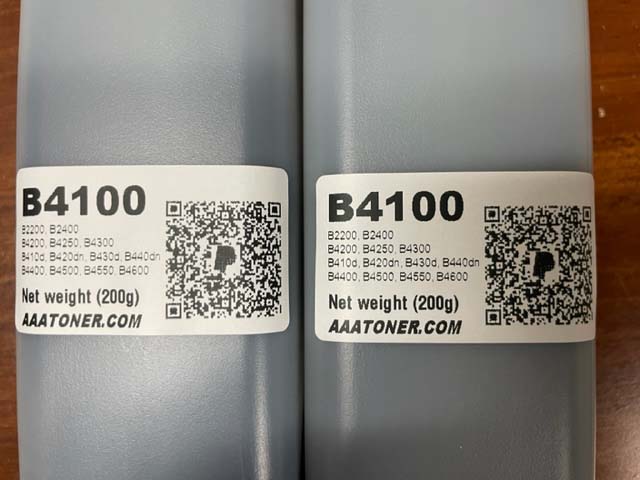 B4100
B2200, B2400
B4200, B4250, B4300
B410d, B420dn, B430d, B440dn
B4400, B4500, B4550, B4600
Net weight (200g)
AAATONER.COM
B4100
B2200, B2400
B4200, B4250, B4300
B410d, B420dn, B430d, B440dn
B4400, B4500, B4550, B4600
Net weight (200g)
AAATONER.COM